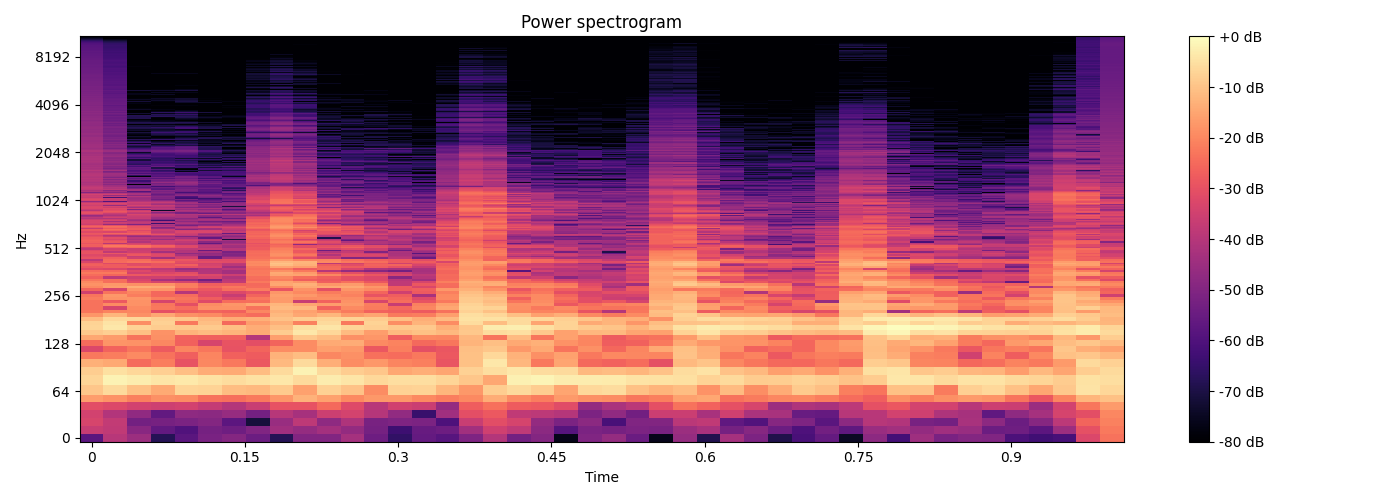 Power spectrogram
Hz
8192
4096
2048
1024
512
256
128
64
0
0 0.15 0.3 0.45 0.6 0.75 0.9
Time
+0 dB
-10 dB
-20 dB
-30 dB
-40 dB
-50 dB
-60 dB
-70 dB
-80 dB